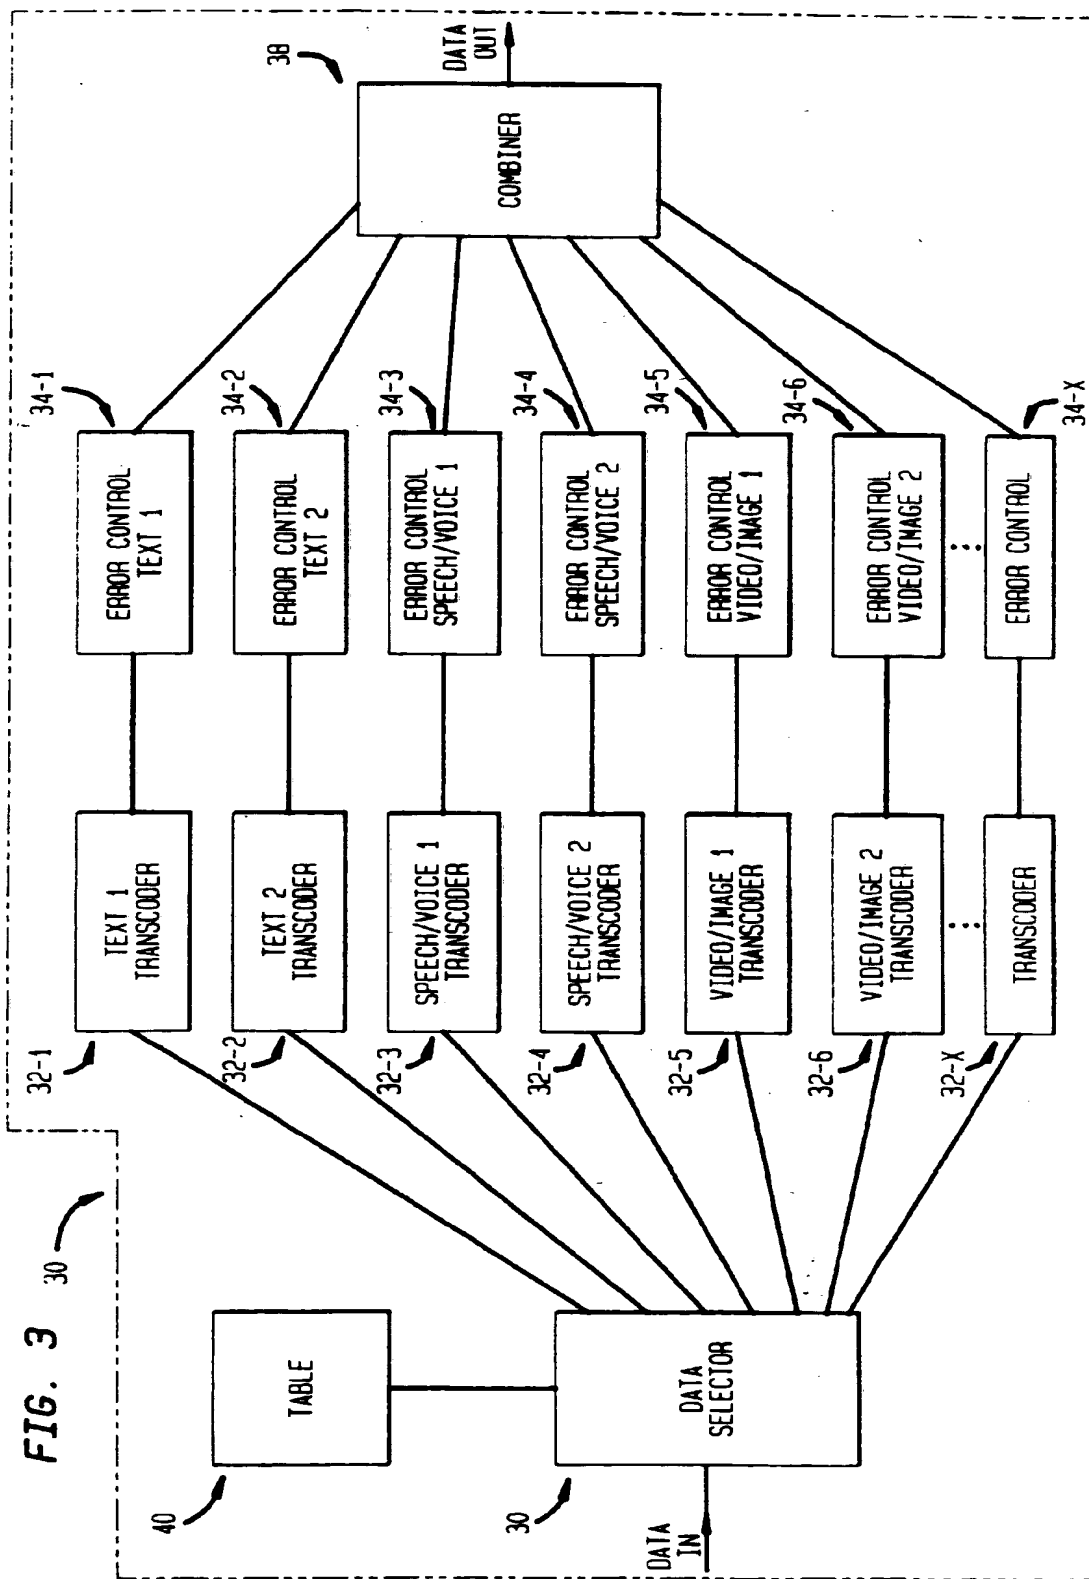 FIG. 3
30
40
TABLE
30
DATA
IN
DATA
SELECTOR
32-1
TEXT 1
TRANSCODER
34-1
ERROR CONTROL
TEXT 1
32-2
TEXT 2
TRANSCODER
34-2
ERROR CONTROL
TEXT 2
32-3
SPEECH/VOICE 1
TRANSCODER
34-3
ERROR CONTROL
SPEECH/VOICE 1
32-4
SPEECH/VOICE 2
TRANSCODER
34-4
ERROR CONTROL
SPEECH/VOICE 2
32-5
VIDEO/IMAGE 1
TRANSCODER
34-5
ERROR CONTROL
VIDEO/IMAGE 1
32-6
VIDEO/IMAGE 2
TRANSCODER
34-6
ERROR CONTROL
VIDEO/IMAGE 2
32-X
TRANSCODER
34-X
ERROR CONTROL
38
COMBINER
DATA
OUT